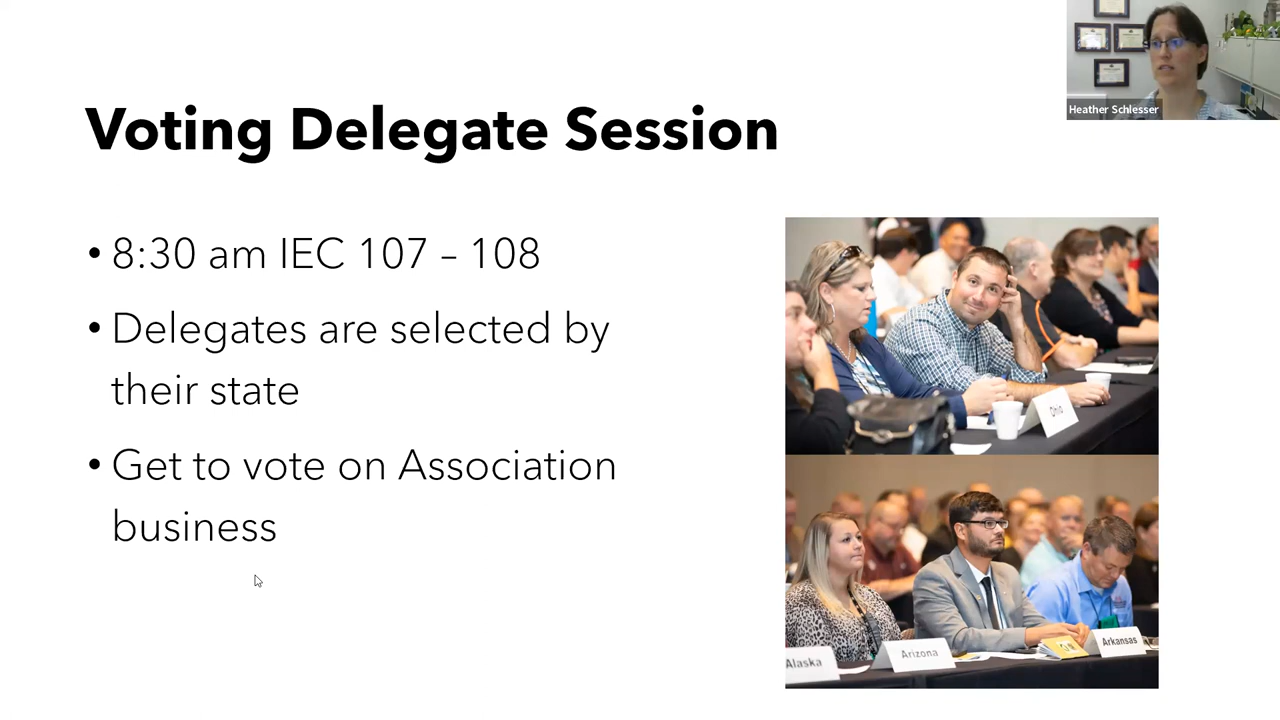 Heather Schlesser
Voting Delegate Session
• 8:30 am IEC 107 – 108
• Delegates are selected by
their state
• Get to vote on Association
business
Ohio
Alaska
Arizona
Arkansas